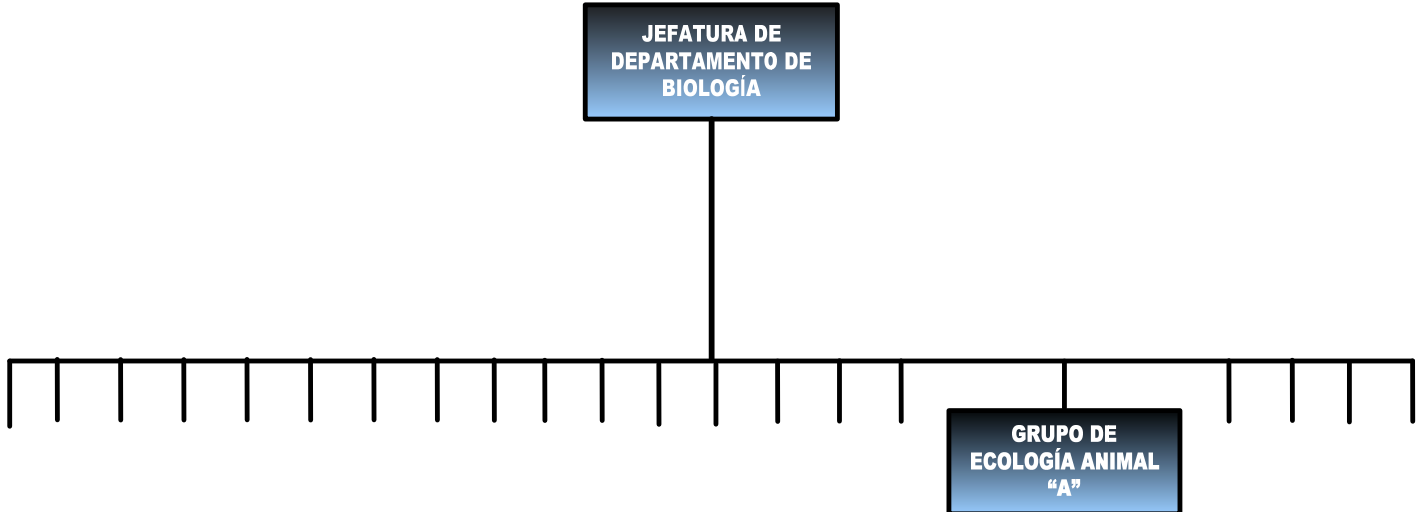 JEFATURA DE
DEPARTAMENTO DE
BIOLOGÍA
GRUPO DE
ECOLOGÍA ANIMAL
“A”